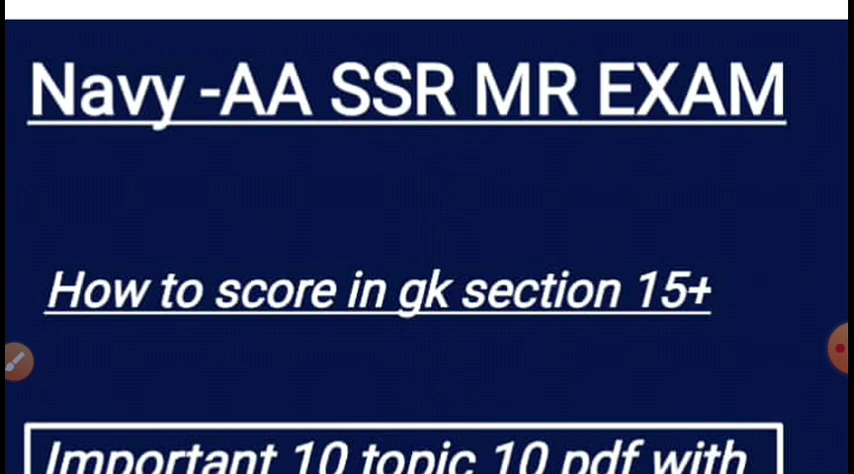 Navy -AA SSR MR EXAM
How to score in gk section 15+
Important 10 topic 10 pdf with